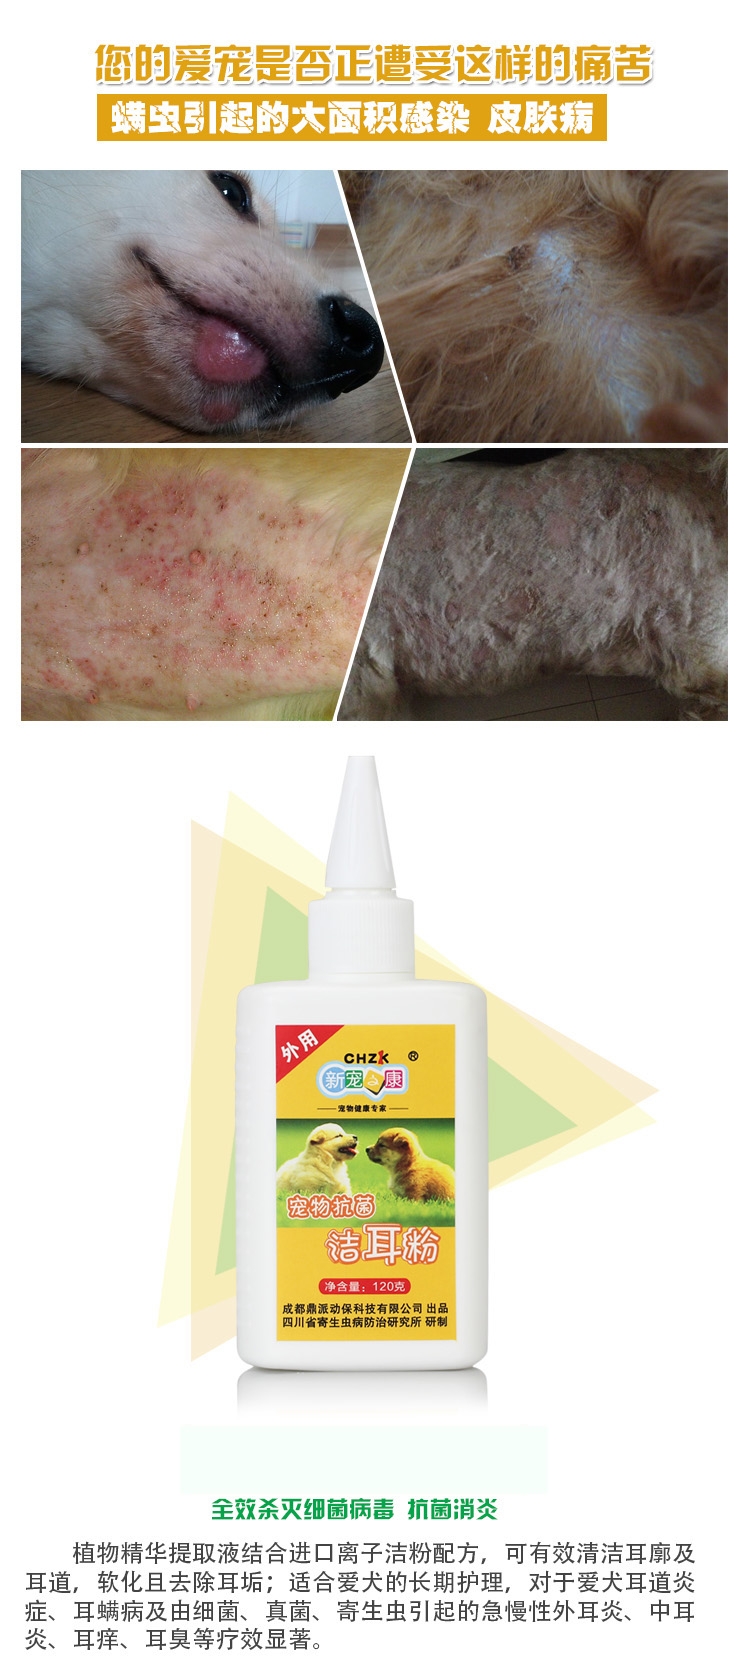 您的爱宠是否正遭受这样的痛苦
螨虫引起的大面积感染 皮肤病
外用
CHZK ®
新宠之康
宠物健康专家
宠物抗菌
洁耳粉
净含量：120克
成都鼎派动保科技有限公司 出品
四川省寄生虫病防治研究所 研制
全效杀灭细菌病毒 抗菌消炎
植物精华提取液结合进口离子洁粉配方，可有效清洁耳廓及
耳道，软化且去除耳垢；适合爱犬的长期护理，对于爱犬耳道炎
症、耳螨病及由细菌、真菌、寄生虫引起的急慢性外耳炎、中耳
炎、耳痒、耳臭等疗效显著。